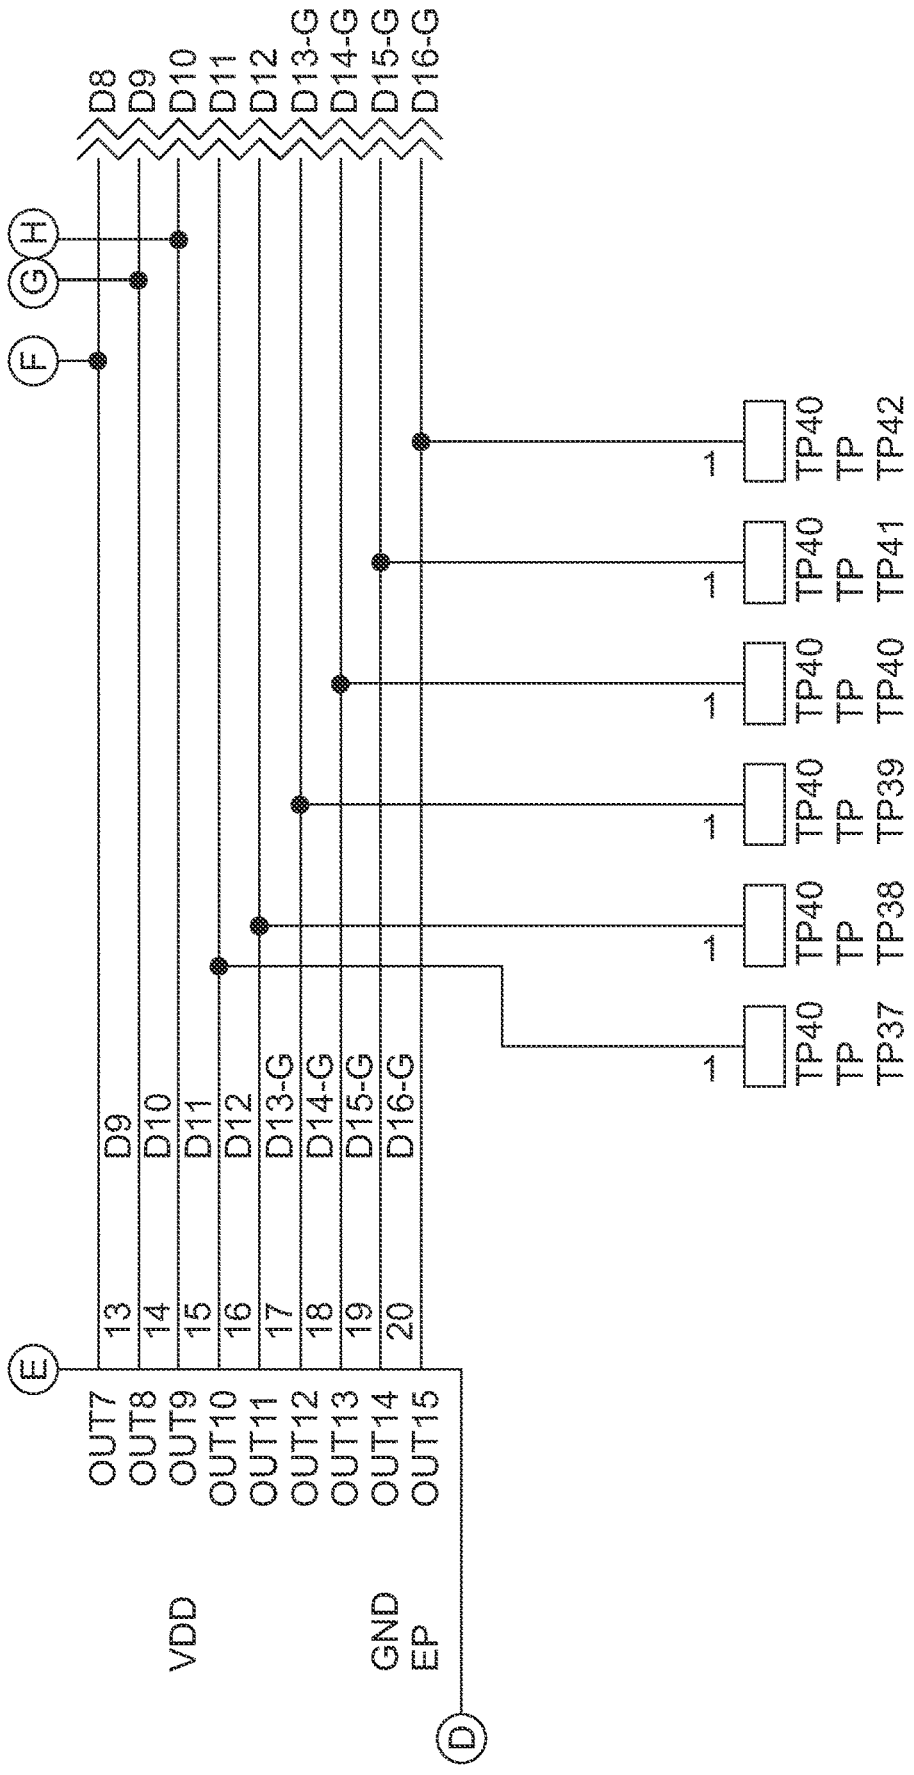 E
D
OUT7
OUT8
13 D9
OUT9
14 D10
OUT10
15 D11
OUT11
16 D12
OUT12
17 D13-G
OUT13
18 D14-G
OUT14
19 D15-G
OUT15
20 D16-G
VDD
GND
EP
F
G
H
D8
D9
D10
D11
D12
D13-G
D14-G
D15-G
D16-G
1
TP40
TP
TP37
1
TP40
TP
TP38
1
TP40
TP
TP39
1
TP40
TP
TP40
1
TP40
TP
TP41
1
TP40
TP
TP42